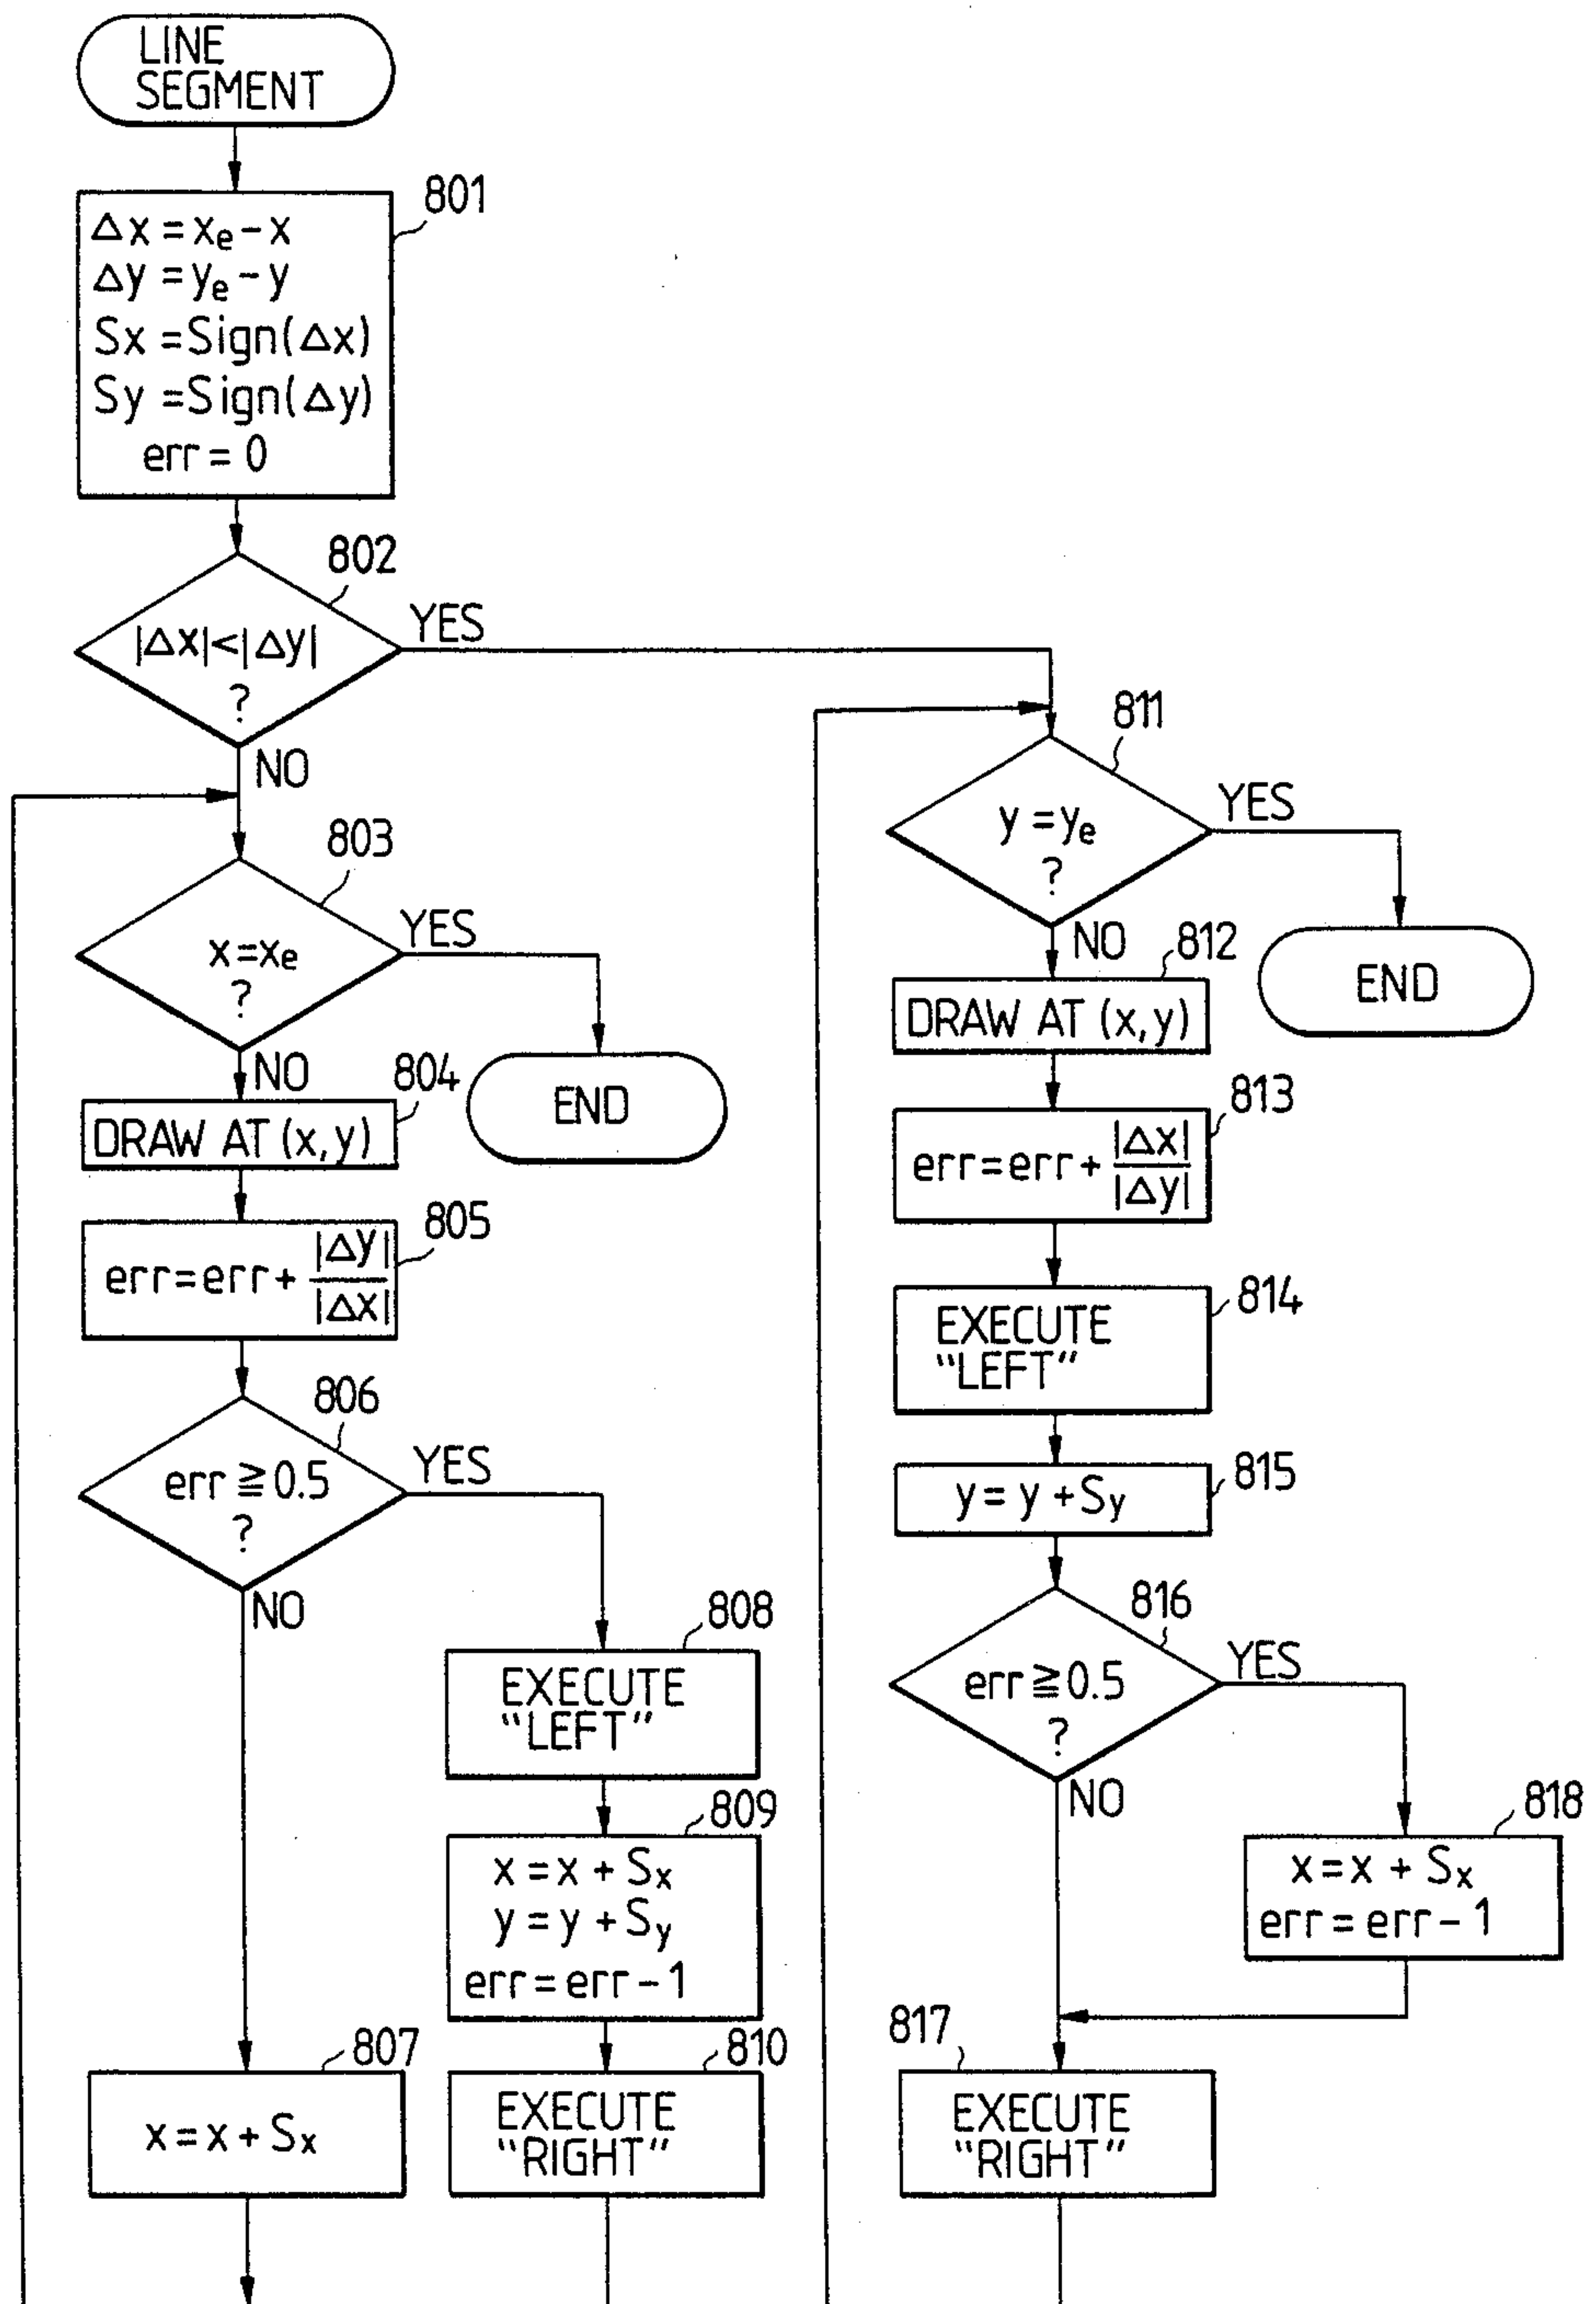 LINE
SEGMENT
801
Δx = xe - x
Δy = ye - y
Sx = Sign(Δx)
Sy = Sign(Δy)
err = 0
802
|Δx| < |Δy|
?
YES
NO
803
x = xe
?
YES
NO
END
804
DRAW AT (x, y)
805
err = err + |Δy|
|Δx|
806
err ≧ 0.5
?
YES
NO
807
x = x + Sx
808
EXECUTE
"LEFT"
809
x = x + Sx
y = y + Sy
err = err - 1
810
EXECUTE
"RIGHT"
811
y = ye
?
YES
NO
END
812
DRAW AT (x, y)
813
err = err + |Δx|
|Δy|
814
EXECUTE
"LEFT"
815
y = y + Sy
816
err ≧ 0.5
?
YES
NO
818
x = x + Sx
err = err - 1
817
EXECUTE
"RIGHT"